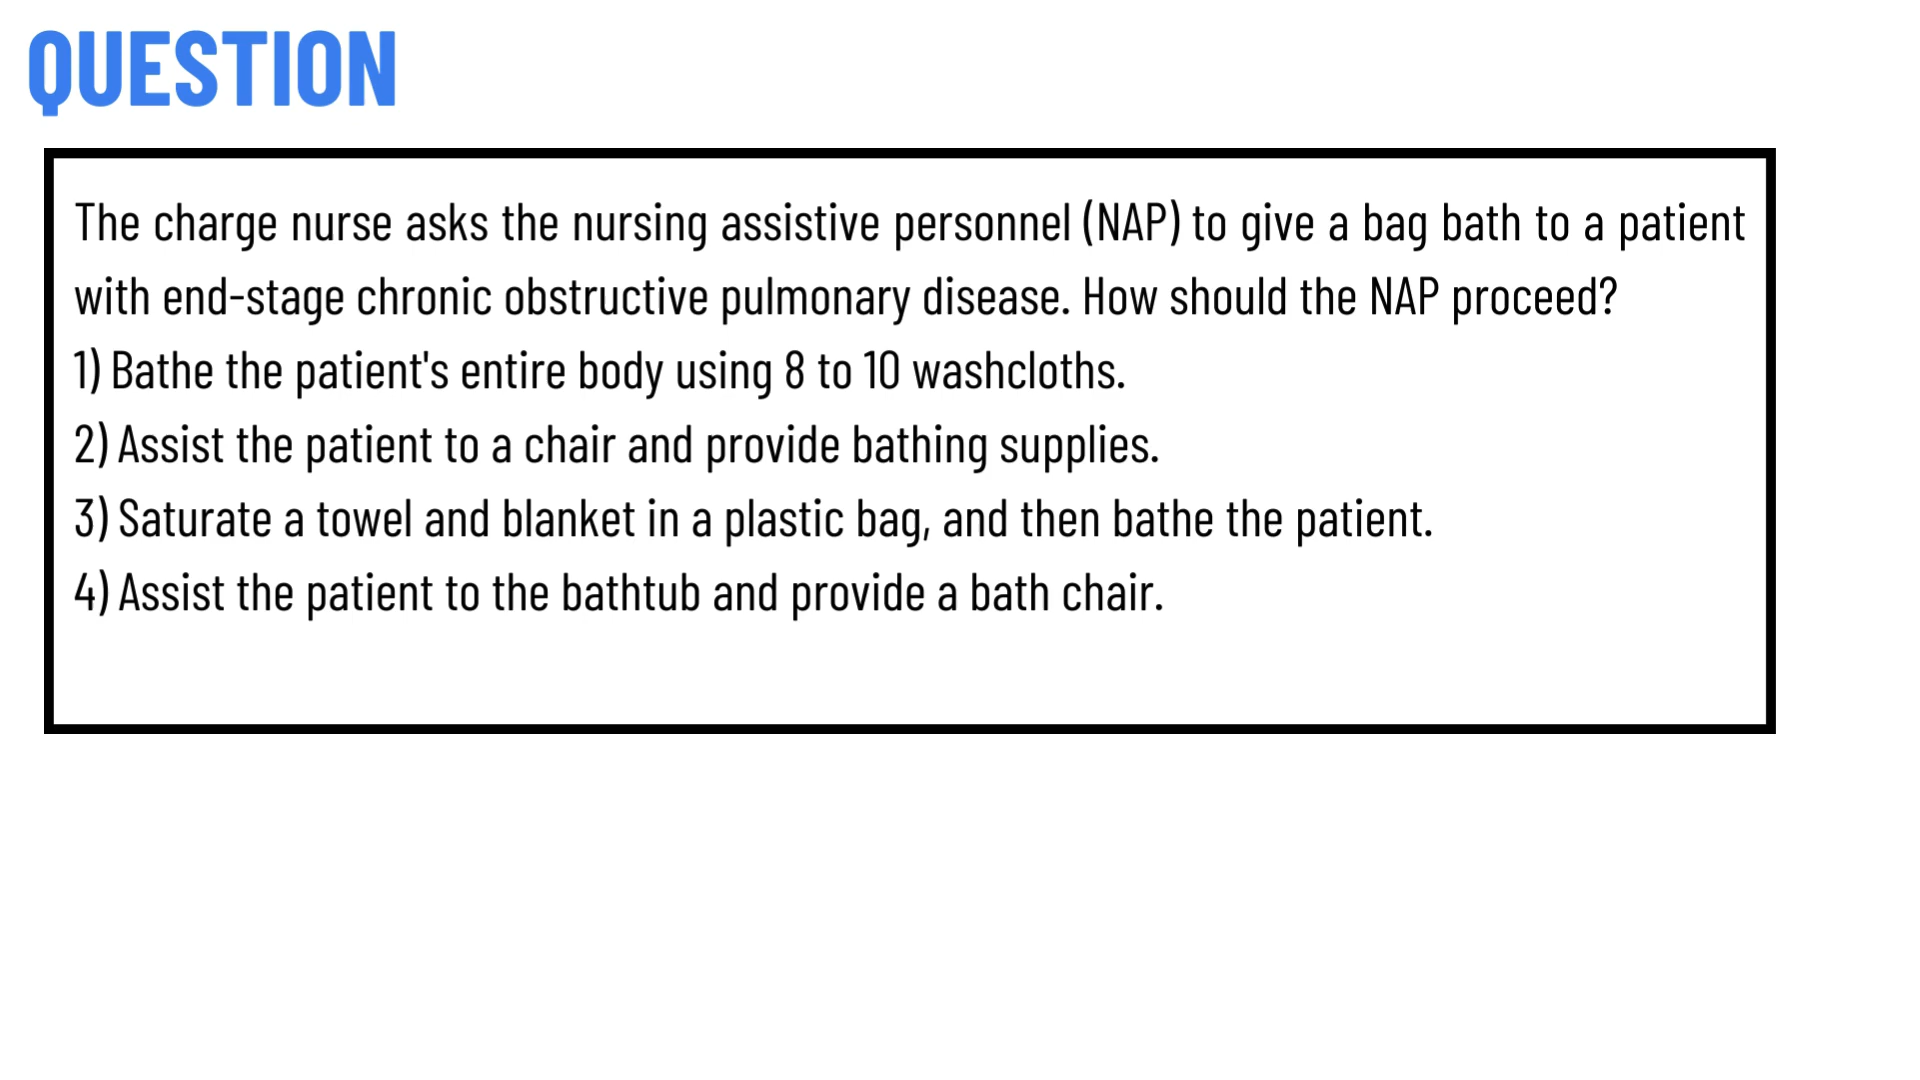 QUESTION
The charge nurse asks the nursing assistive personnel (NAP) to give a bag bath to a patient
with end-stage chronic obstructive pulmonary disease. How should the NAP proceed?
1) Bathe the patient's entire body using 8 to 10 washcloths.
2) Assist the patient to a chair and provide bathing supplies.
3) Saturate a towel and blanket in a plastic bag, and then bathe the patient.
4) Assist the patient to the bathtub and provide a bath chair.